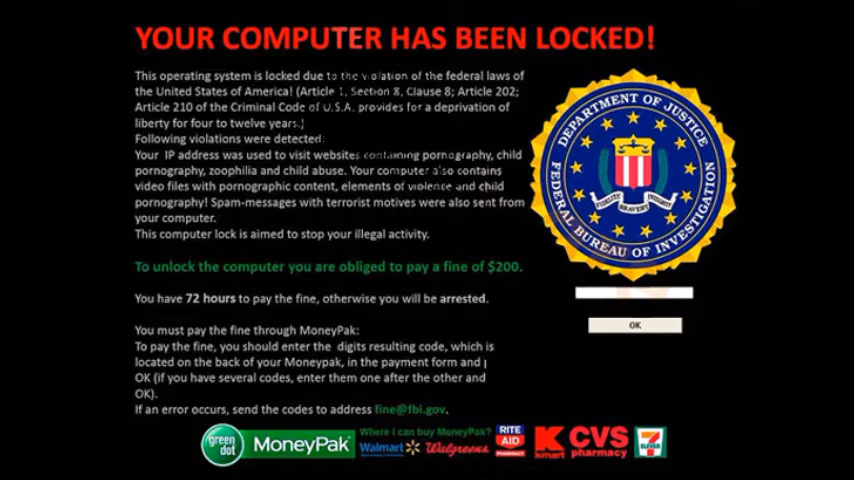 YOUR COMPUTER HAS BEEN LOCKED!
This operating system is locked due to the violation of the federal laws of
the United States of America! (Article 1, Section 8, Clause 8; Article 202;
Article 210 of the Criminal Code of U.S.A. provides for a deprivation of
liberty for four to twelve years.)
Following violations were detected:
Your IP address was used to visit websites containing pornography, child
pornography, zoophilia and child abuse. Your computer also contains
video files with pornographic content, elements of violence and child
pornography! Spam-messages with terrorist motives were also sent from
your computer.
This computer lock is aimed to stop your illegal activity.
To unlock the computer you are obliged to pay a fine of $200.
You have 72 hours to pay the fine, otherwise you will be arrested.
You must pay the fine through MoneyPak:
To pay the fine, you should enter the digits resulting code, which is
located on the back of your Moneypak, in the payment form and
OK (if you have several codes, enter them one after the other and
OK).
If an error occurs, send the codes to address fine@fbi.gov.
DEPARTMENT OF JUSTICE
FIDELITY BRAVERY INTEGRITY
FEDERAL BUREAU OF INVESTIGATION
OK
green dot MoneyPak
Where I can buy MoneyPak?
Walmart Walgreens
RITE AID PHARMACY
kmart
CVS pharmacy
7 ELEVEN